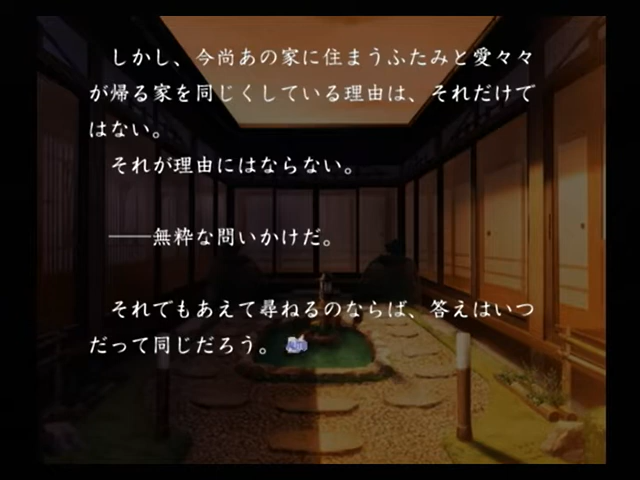 しかし、今尚あの家に住まうふたみと愛々々
が帰る家を同じくしている理由は、それだけで
はない。
それが理由にはならない。
――無粋な問いかけだ。
それでもあえて尋ねるのならば、答えはいつ
だって同じだろう。